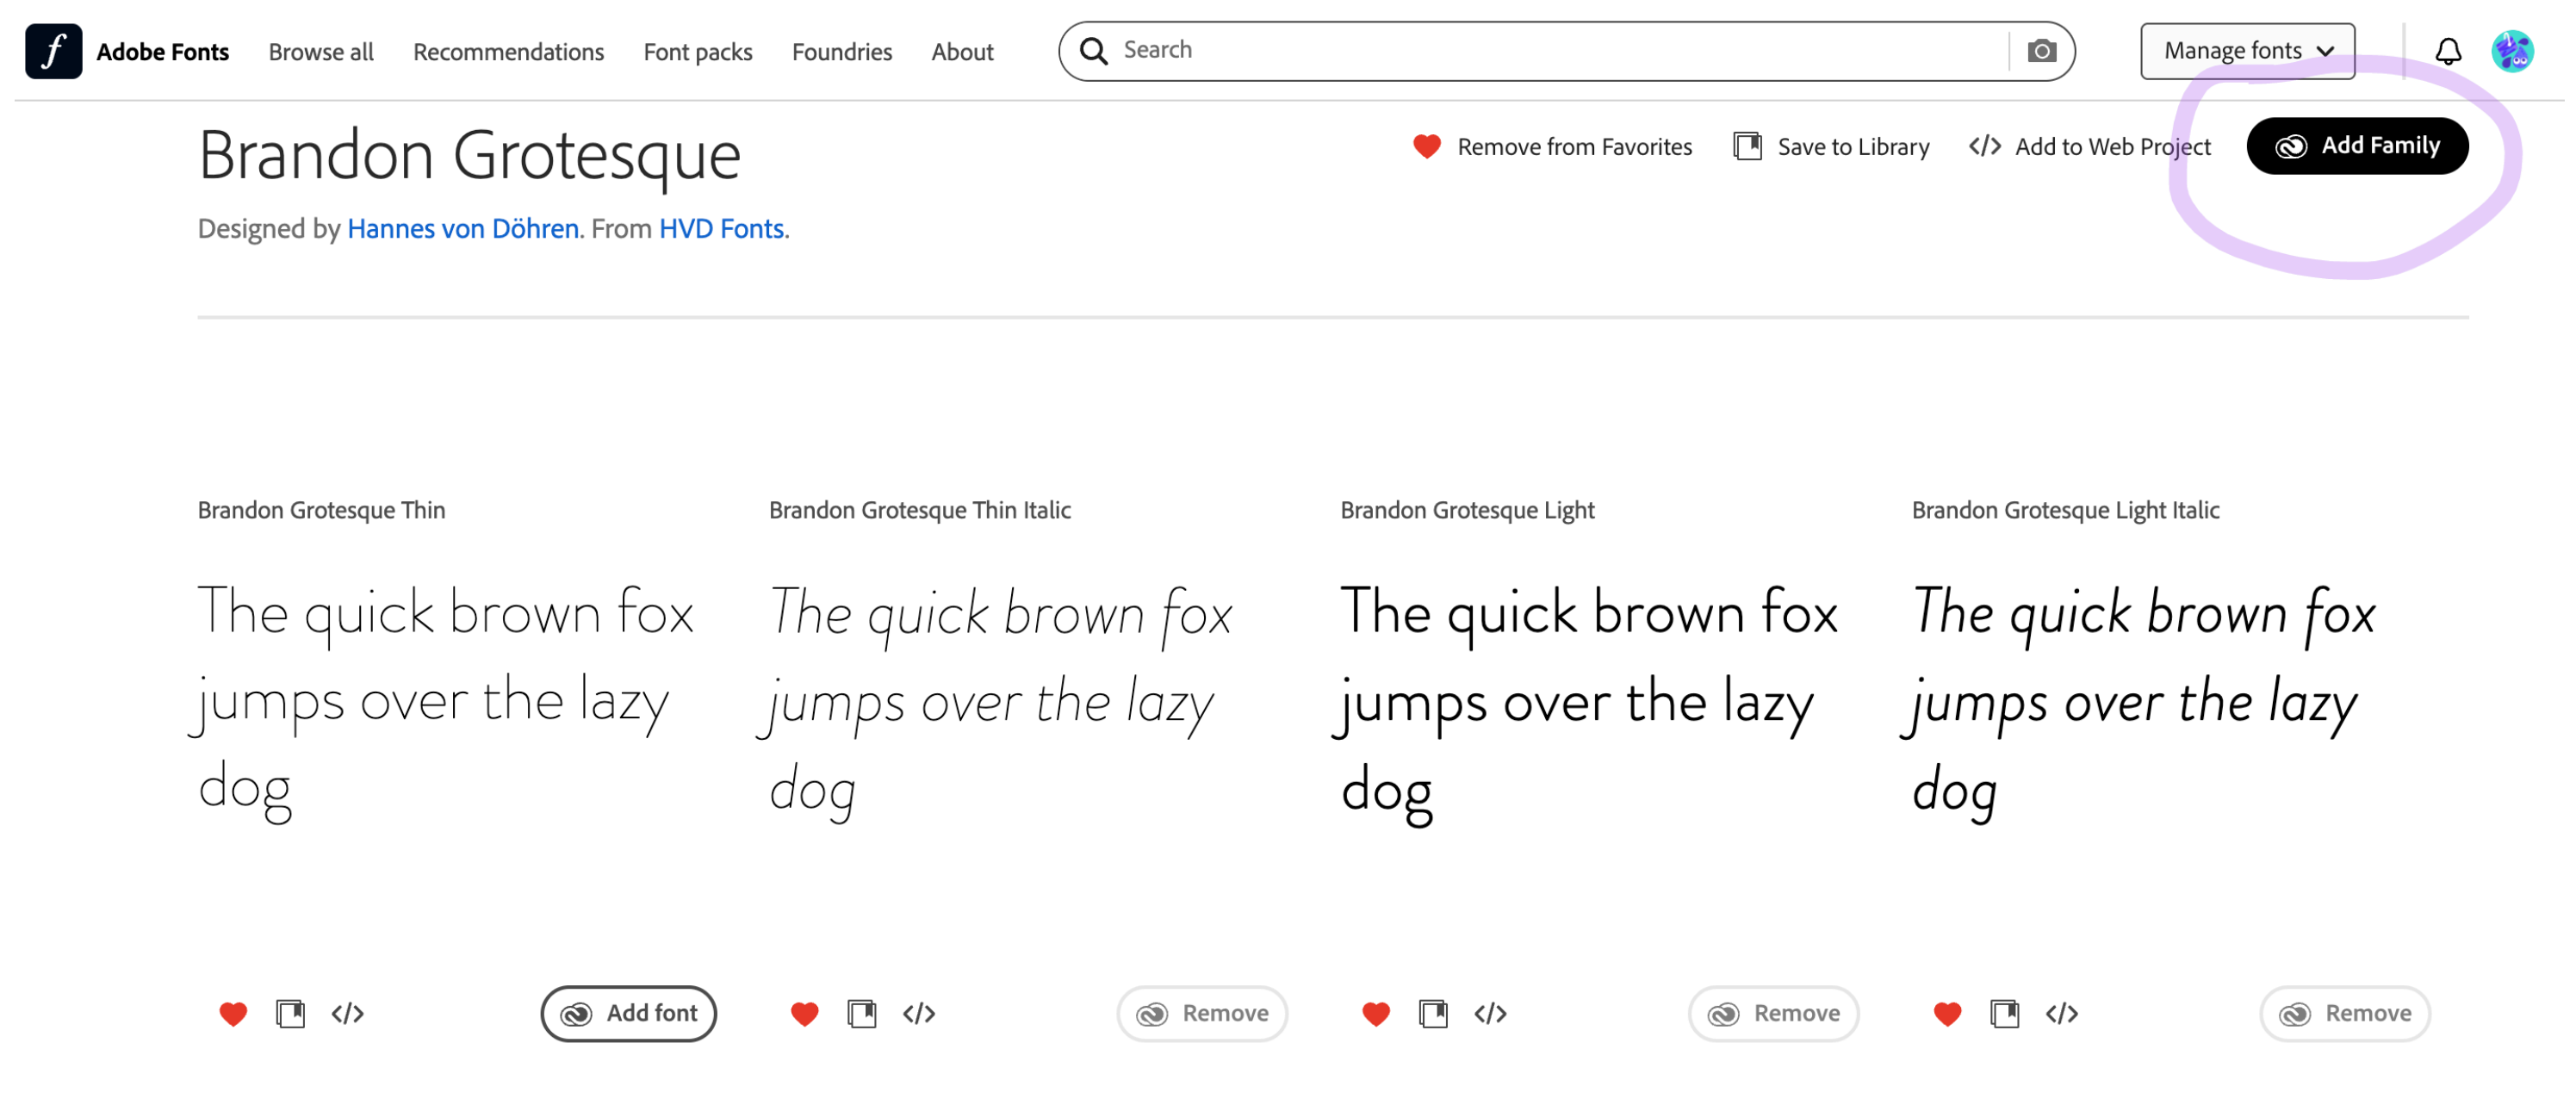 f Adobe Fonts Browse all Recommendations Font packs Foundries About Search Manage fonts
Brandon Grotesque
Remove from Favorites Save to Library </> Add to Web Project Add Family
Designed by Hannes von Döhren. From HVD Fonts.
Brandon Grotesque Thin
The quick brown fox
jumps over the lazy
dog
</> Add font
Brandon Grotesque Thin Italic
The quick brown fox
jumps over the lazy
dog
</> Remove
Brandon Grotesque Light
The quick brown fox
jumps over the lazy
dog
</> Remove
Brandon Grotesque Light Italic
The quick brown fox
jumps over the lazy
dog
</> Remove